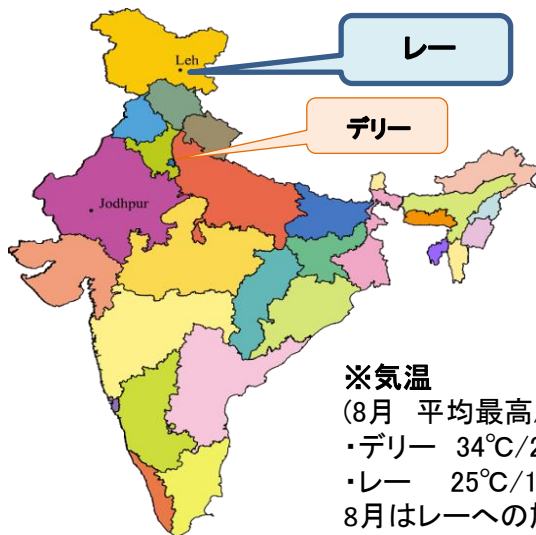 レー
Leh
デリー
Jodhpur
※気温
(8月 平均最高
・デリー 34℃/2
・レー 25℃/1
8月はレーへの